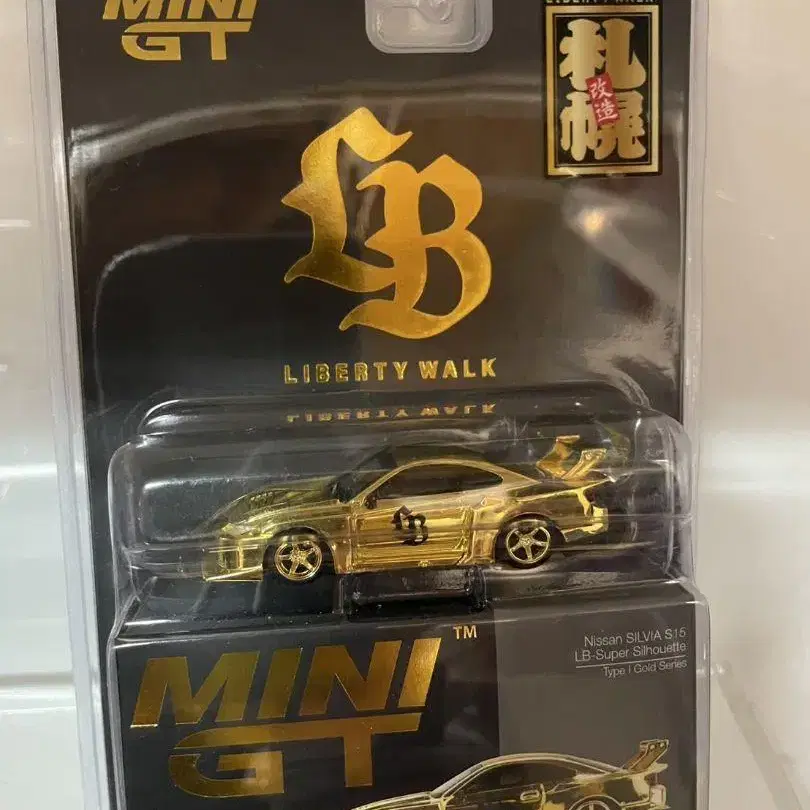 MINI
GT
LIBERTY WALK
札幌
改造
LB
LIBERTY WALK
LB
MINI GT
™
Nissan SILVIA S15
LB-Super Silhouette
Type I Gold Series